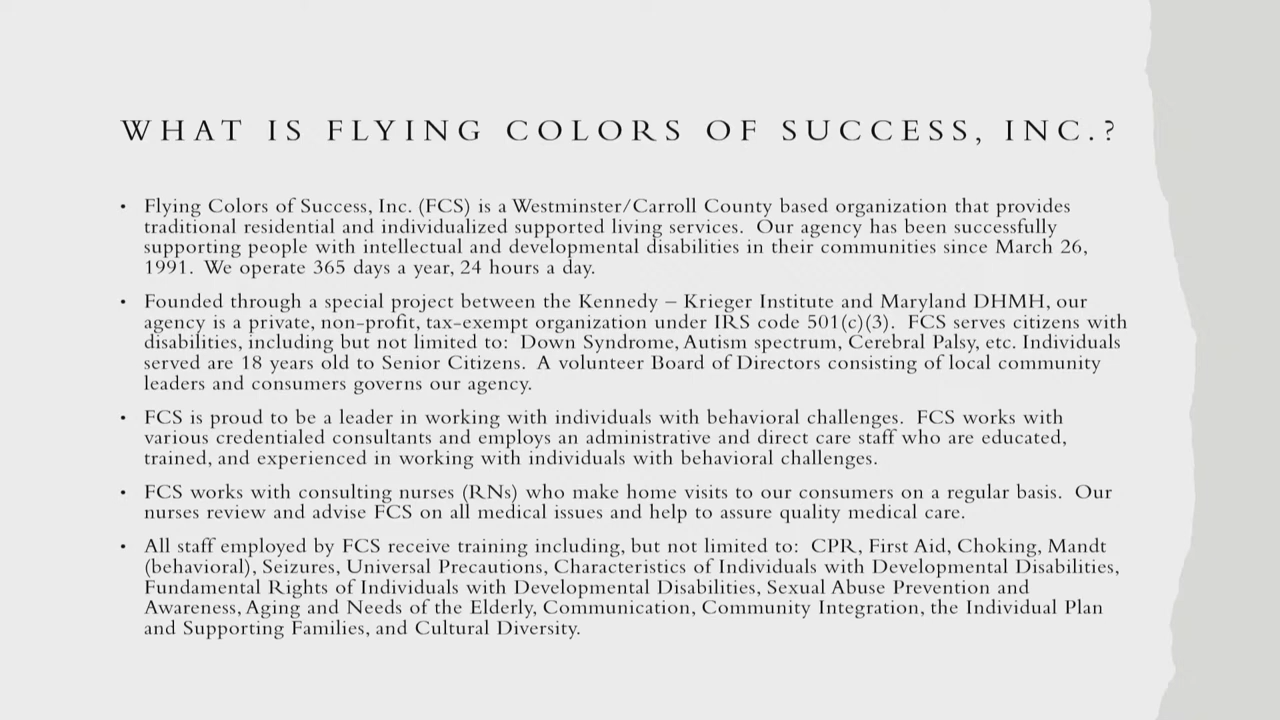 WHAT IS FLYING COLORS OF SUCCESS, INC.?
• Flying Colors of Success, Inc. (FCS) is a Westminster/Carroll County based organization that provides
traditional residential and individualized supported living services.  Our agency has been successfully
supporting people with intellectual and developmental disabilities in their communities since March 26,
1991.  We operate 365 days a year, 24 hours a day.
• Founded through a special project between the Kennedy – Krieger Institute and Maryland DHMH, our
agency is a private, non-profit, tax-exempt organization under IRS code 501(c)(3).  FCS serves citizens with
disabilities, including but not limited to:  Down Syndrome, Autism spectrum, Cerebral Palsy, etc. Individuals
served are 18 years old to Senior Citizens.  A volunteer Board of Directors consisting of local community
leaders and consumers governs our agency.
• FCS is proud to be a leader in working with individuals with behavioral challenges.  FCS works with
various credentialed consultants and employs an administrative and direct care staff who are educated,
trained, and experienced in working with individuals with behavioral challenges.
• FCS works with consulting nurses (RNs) who make home visits to our consumers on a regular basis.  Our
nurses review and advise FCS on all medical issues and help to assure quality medical care.
• All staff employed by FCS receive training including, but not limited to:  CPR, First Aid, Choking, Mandt
(behavioral), Seizures, Universal Precautions, Characteristics of Individuals with Developmental Disabilities,
Fundamental Rights of Individuals with Developmental Disabilities, Sexual Abuse Prevention and
Awareness, Aging and Needs of the Elderly, Communication, Community Integration, the Individual Plan
and Supporting Families, and Cultural Diversity.